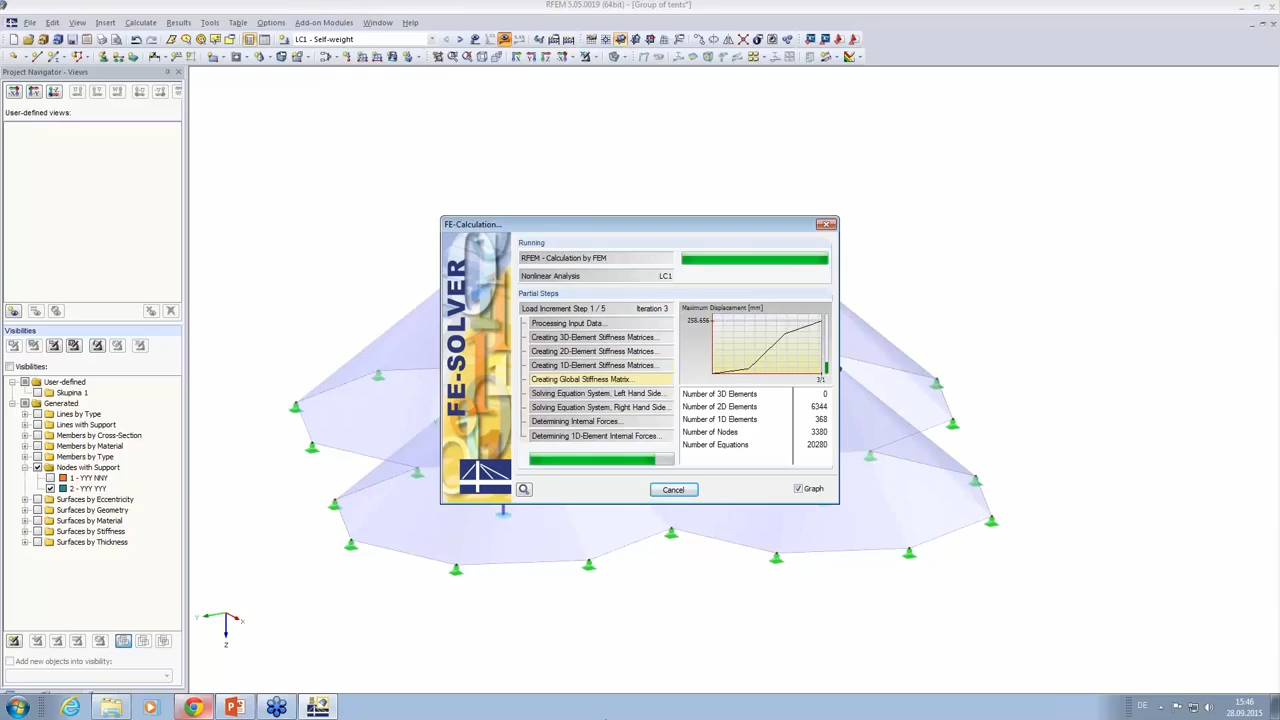 RFEM 5.05.0019 (64bit) - [Group of tents*]
File Edit View Insert Calculate Results Tools Table Options Add-on Modules Window Help
LC1 - Self-weight
Project Navigator - Views
User-defined views:
Visibilities
Visibilities:
User-defined
Skupina 1
Generated
Lines by Type
Lines with Support
Members by Cross-Section
Members by Material
Members by Type
Nodes with Support
1 - YYY NNY
2 - YYY YYY
Surfaces by Eccentricity
Surfaces by Geometry
Surfaces by Material
Surfaces by Stiffness
Surfaces by Thickness
Add new objects into visibility:
FE-Calculation...
FE-SOLVER
Running
RFEM - Calculation by FEM
Nonlinear Analysis LC1
Partial Steps
Load Increment Step 1 / 5 Iteration 3
Processing Input Data...
Creating 3D-Element Stiffness Matrices...
Creating 2D-Element Stiffness Matrices...
Creating 1D-Element Stiffness Matrices...
Creating Global Stiffness Matrix...
Solving Equation System, Left Hand Side...
Solving Equation System, Right Hand Side...
Determining Internal Forces...
Determining 1D-Element Internal Forces...
Maximum Displacement [mm]
258.656
3/1
Number of 3D Elements 0
Number of 2D Elements 6344
Number of 1D Elements 368
Number of Nodes 3380
Number of Equations 20280
Cancel
Graph
Y
X
Z
DE
15:46
28.09.2015